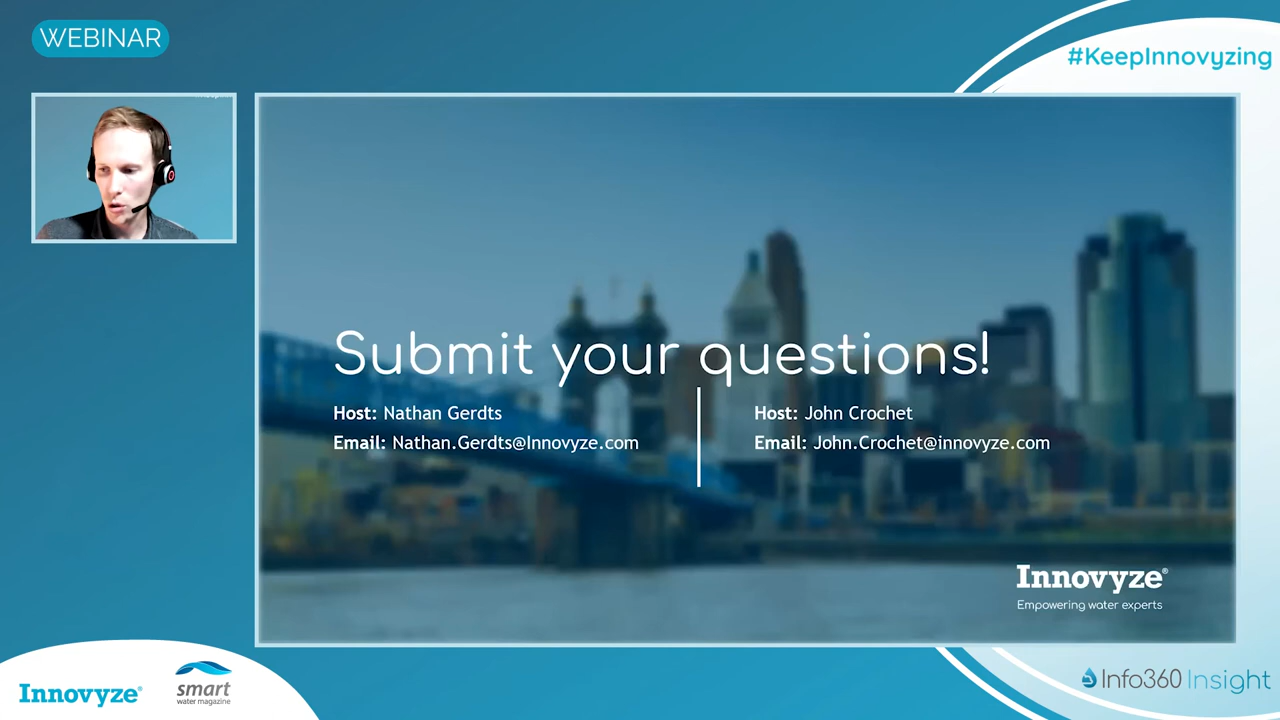 WEBINAR
#KeepInnovyzing
Submit your questions!
Host: Nathan Gerdts
Email: Nathan.Gerdts@Innovyze.com
Host: John Crochet
Email: John.Crochet@innovyze.com
Innovyze®
Empowering water experts
Innovyze®
smart
water magazine
Info360 Insight